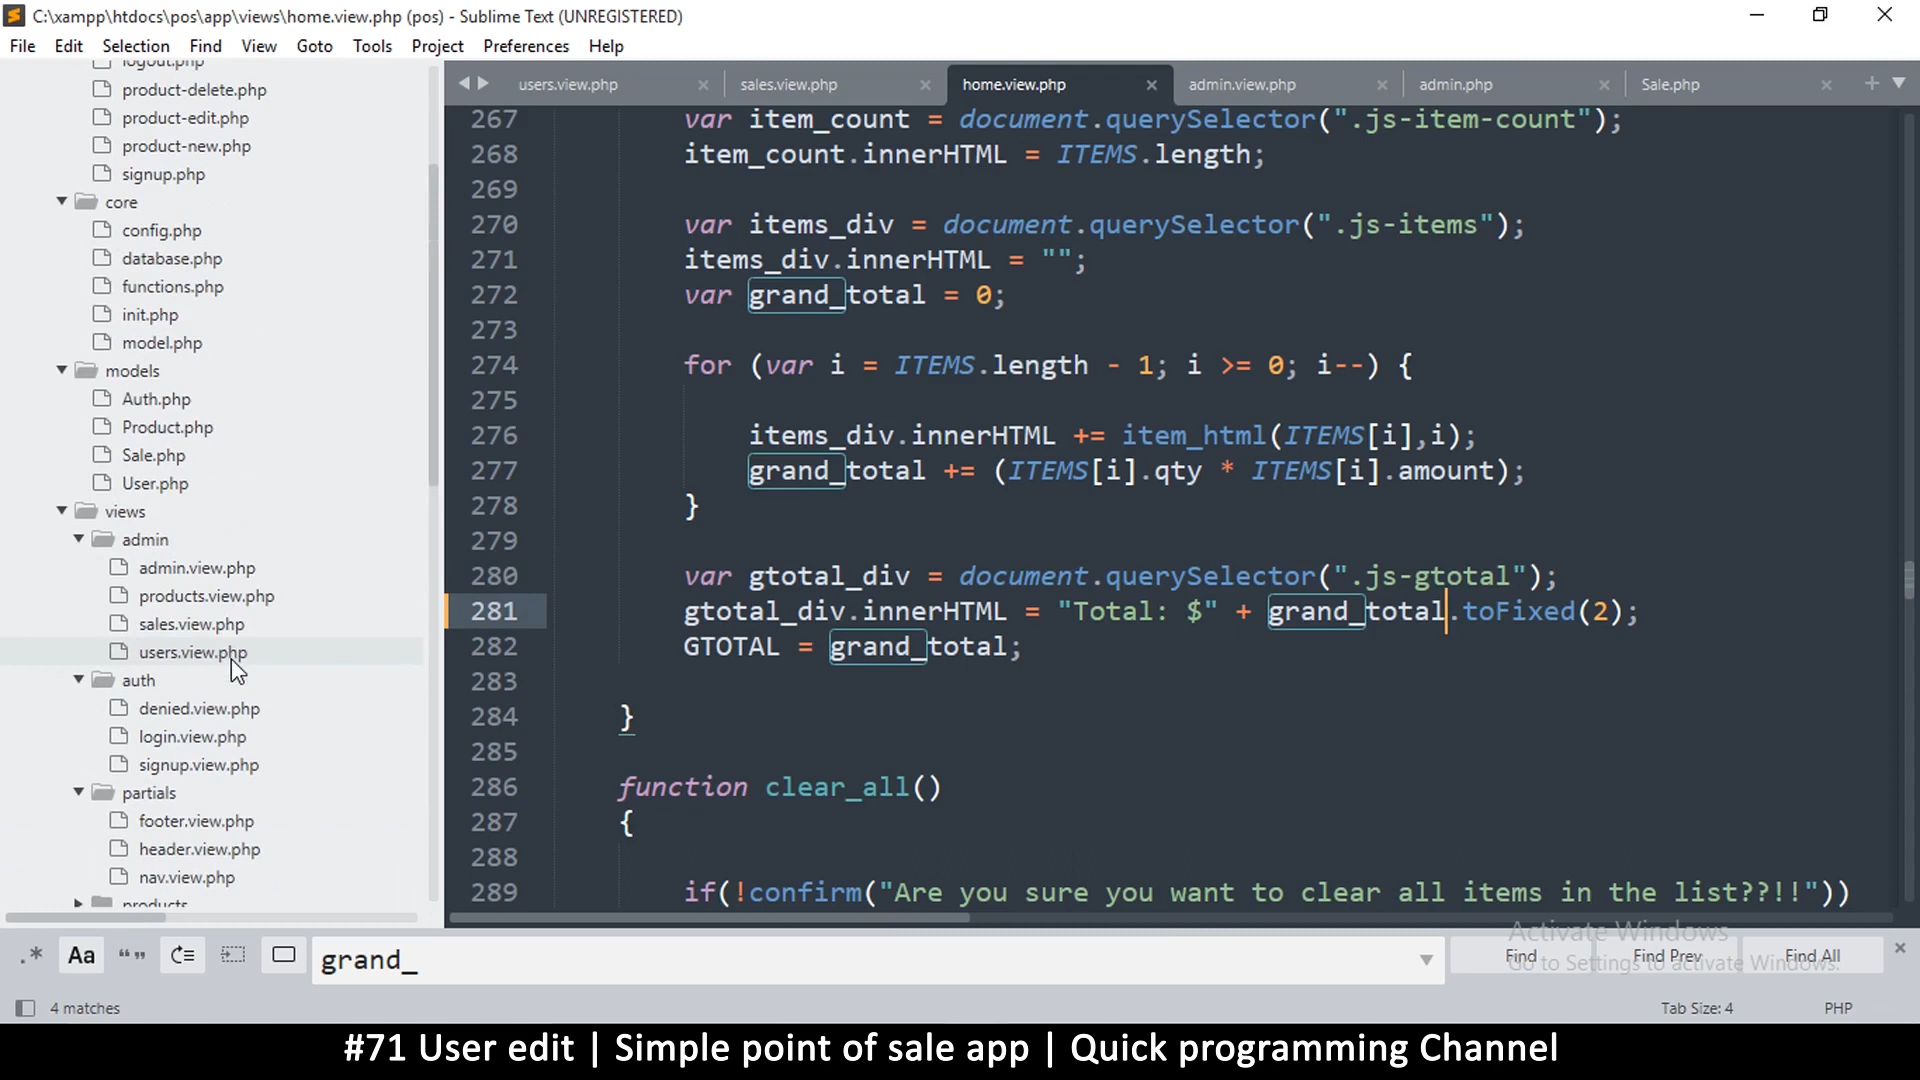 C:\xampp\htdocs\pos\app\views\home.view.php (pos) - Sublime Text (UNREGISTERED)
File Edit Selection Find View Goto Tools Project Preferences Help
logout.php
product-delete.php
product-edit.php
product-new.php
signup.php
core
config.php
database.php
functions.php
init.php
model.php
models
Auth.php
Product.php
Sale.php
User.php
views
admin
admin.view.php
products.view.php
sales.view.php
users.view.php
auth
denied.view.php
login.view.php
signup.view.php
partials
footer.view.php
header.view.php
nav.view.php
products
users.view.php sales.view.php home.view.php admin.view.php admin.php Sale.php
267 var item_count = document.querySelector(".js-item-count");
268 item_count.innerHTML = ITEMS.length;
269
270 var items_div = document.querySelector(".js-items");
271 items_div.innerHTML = "";
272 var grand_total = 0;
273
274 for (var i = ITEMS.length - 1; i >= 0; i--) {
275
276 items_div.innerHTML += item_html(ITEMS[i],i);
277 grand_total += (ITEMS[i].qty * ITEMS[i].amount);
278 }
279
280 var gtotal_div = document.querySelector(".js-gtotal");
281 gtotal_div.innerHTML = "Total: $" + grand_total.toFixed(2);
282 GTOTAL = grand_total;
283
284 }
285
286 function clear_all()
287 {
288
289 if(!confirm("Are you sure you want to clear all items in the list??!!"))
Activate Windows
Go to Settings to activate Windows.
.* Aa “” grand_ Find Find Prev Find All
4 matches Tab Size: 4 PHP
#71 User edit | Simple point of sale app | Quick programming Channel